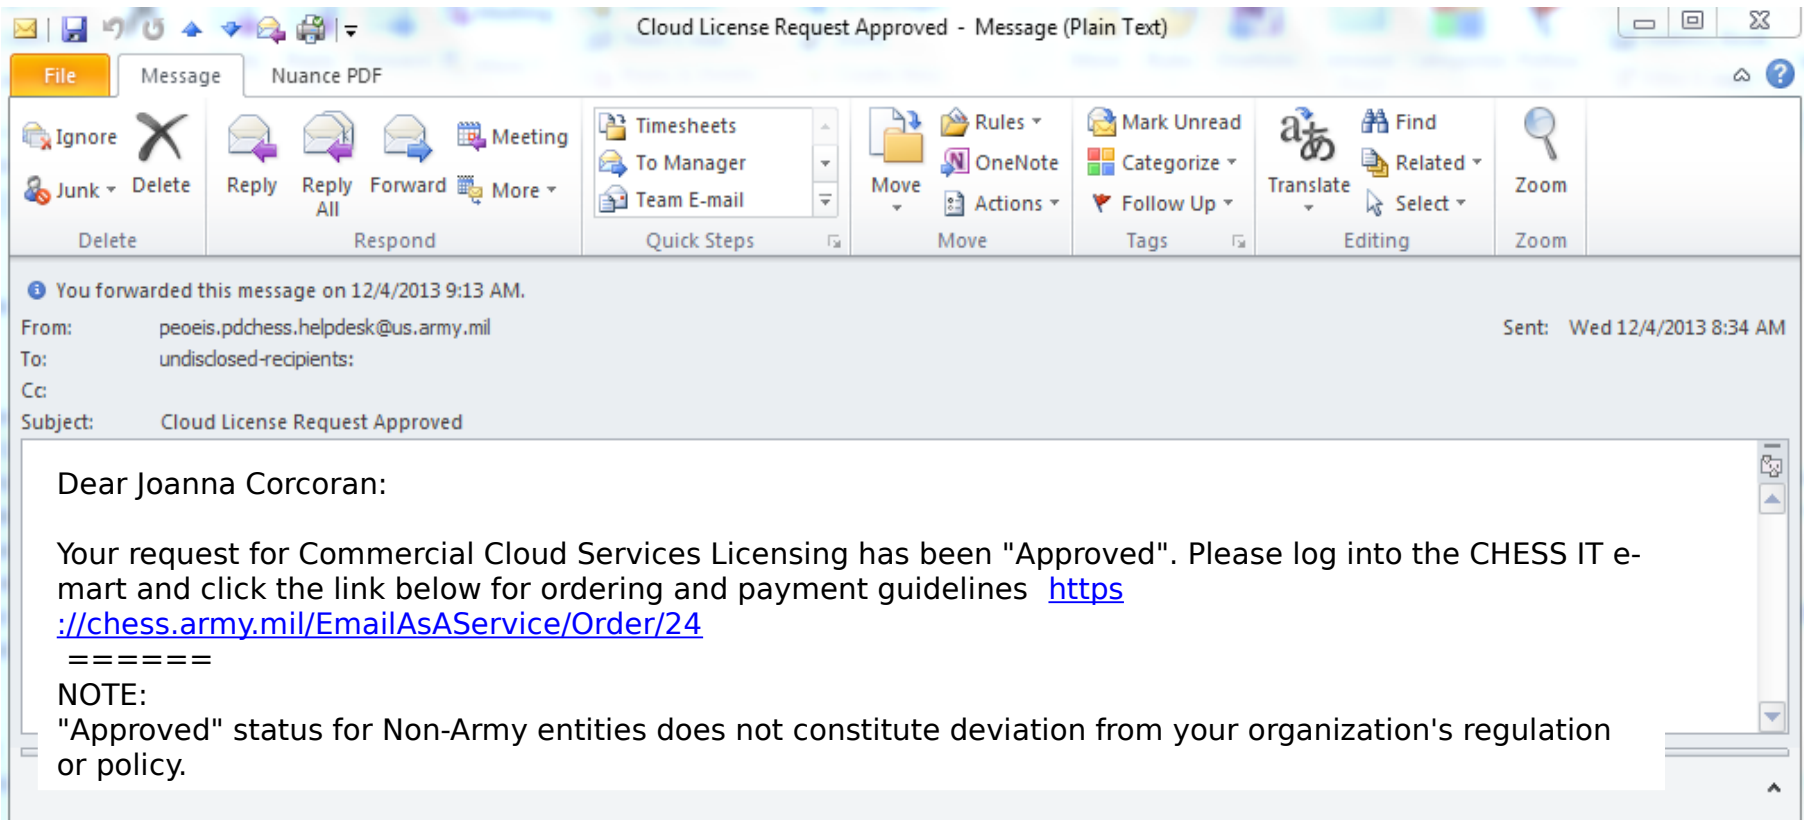 Cloud License Request Approved - Message (Plain Text)
File Message Nuance PDF
Ignore
Junk
Delete
Reply
Reply All
Forward
Meeting
More
Timesheets
To Manager
Team E-mail
Move
Rules
OneNote
Actions
Mark Unread
Categorize
Follow Up
Translate
Find
Related
Select
Zoom
Delete Respond Quick Steps Move Tags Editing Zoom
You forwarded this message on 12/4/2013 9:13 AM.
From: peoeis.pdchess.helpdesk@us.army.mil Sent: Wed 12/4/2013 8:34 AM
To: undisclosed-recipients:
Cc:
Subject: Cloud License Request Approved
Dear Joanna Corcoran:
Your request for Commercial Cloud Services Licensing has been "Approved". Please log into the CHESS IT e-
mart and click the link below for ordering and payment guidelines https
://chess.army.mil/EmailAsAService/Order/24
======
NOTE:
"Approved" status for Non-Army entities does not constitute deviation from your organization's regulation
or policy.